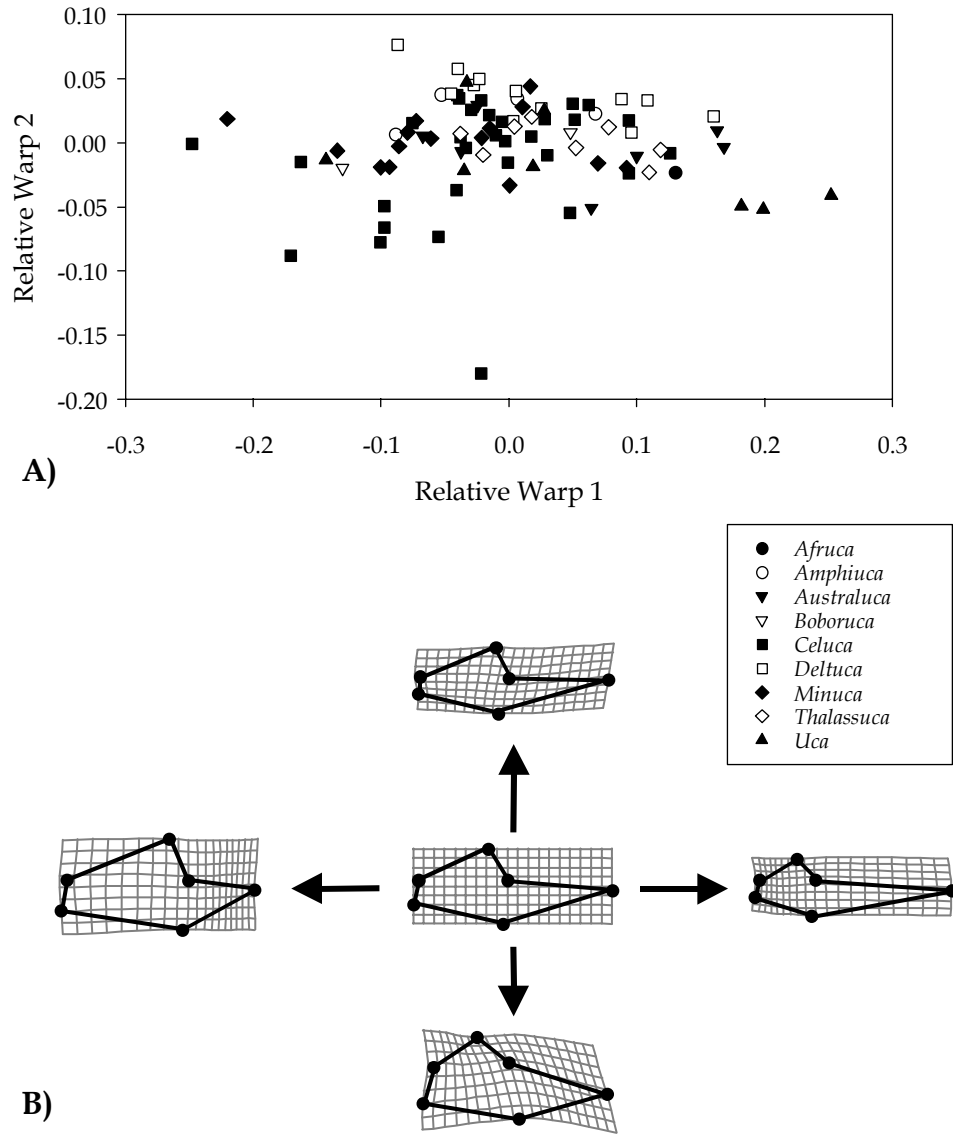 0.10
0.05
0.00
-0.05
-0.10
-0.15
-0.20
Relative Warp 2
-0.3 -0.2 -0.1 0.0 0.1 0.2 0.3
A)
Relative Warp 1
Afruca
Amphiuca
Australuca
Boboruca
Celuca
Deltuca
Minuca
Thalassuca
Uca
B)